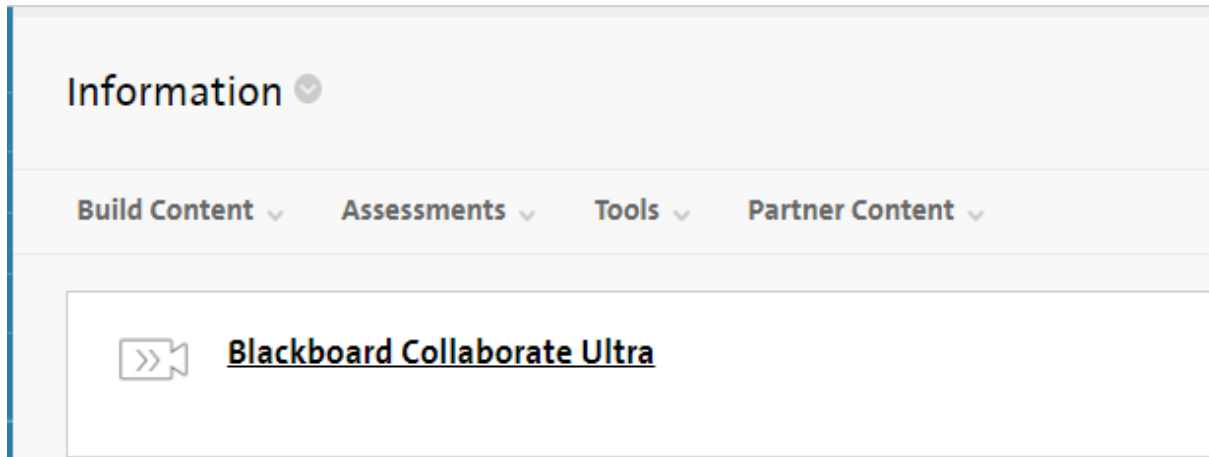 Information
Build Content Assessments Tools Partner Content
Blackboard Collaborate Ultra